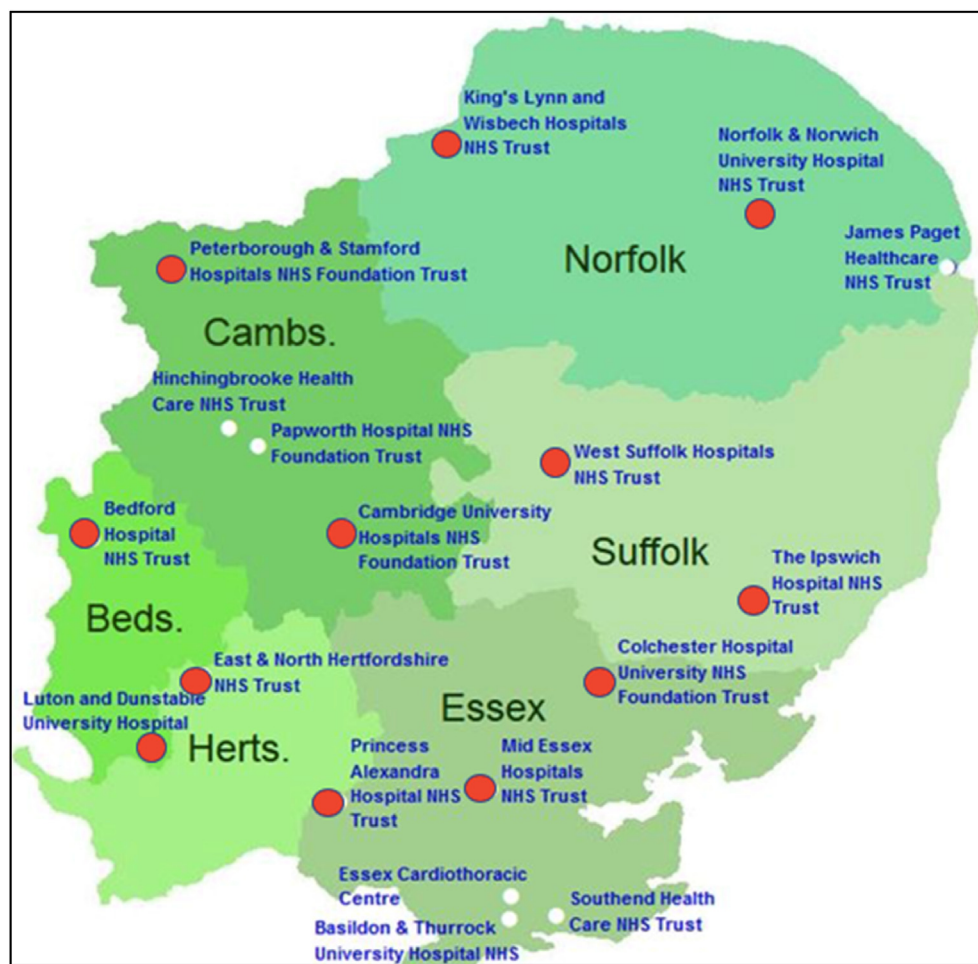 King's Lynn and
Wisbech Hospitals
NHS Trust
Norfolk & Norwich
University Hospital
NHS Trust
James Paget
Healthcare
NHS Trust
Norfolk
Peterborough & Stamford
Hospitals NHS Foundation Trust
Cambs.
Hinchingbrooke Health
Care NHS Trust
Papworth Hospital NHS
Foundation Trust
West Suffolk Hospitals
NHS Trust
Bedford
Hospital
NHS Trust
Cambridge University
Hospitals NHS
Foundation Trust
Suffolk
The Ipswich
Hospital NHS
Trust
Beds.
East & North Hertfordshire
NHS Trust
Colchester Hospital
University NHS
Foundation Trust
Luton and Dunstable
University Hospital
Essex
Herts.
Princess
Alexandra
Hospital NHS
Trust
Mid Essex
Hospitals
NHS Trust
Essex Cardiothoracic
Centre
Basildon & Thurrock
University Hospital NHS
Southend Health
Care NHS Trust